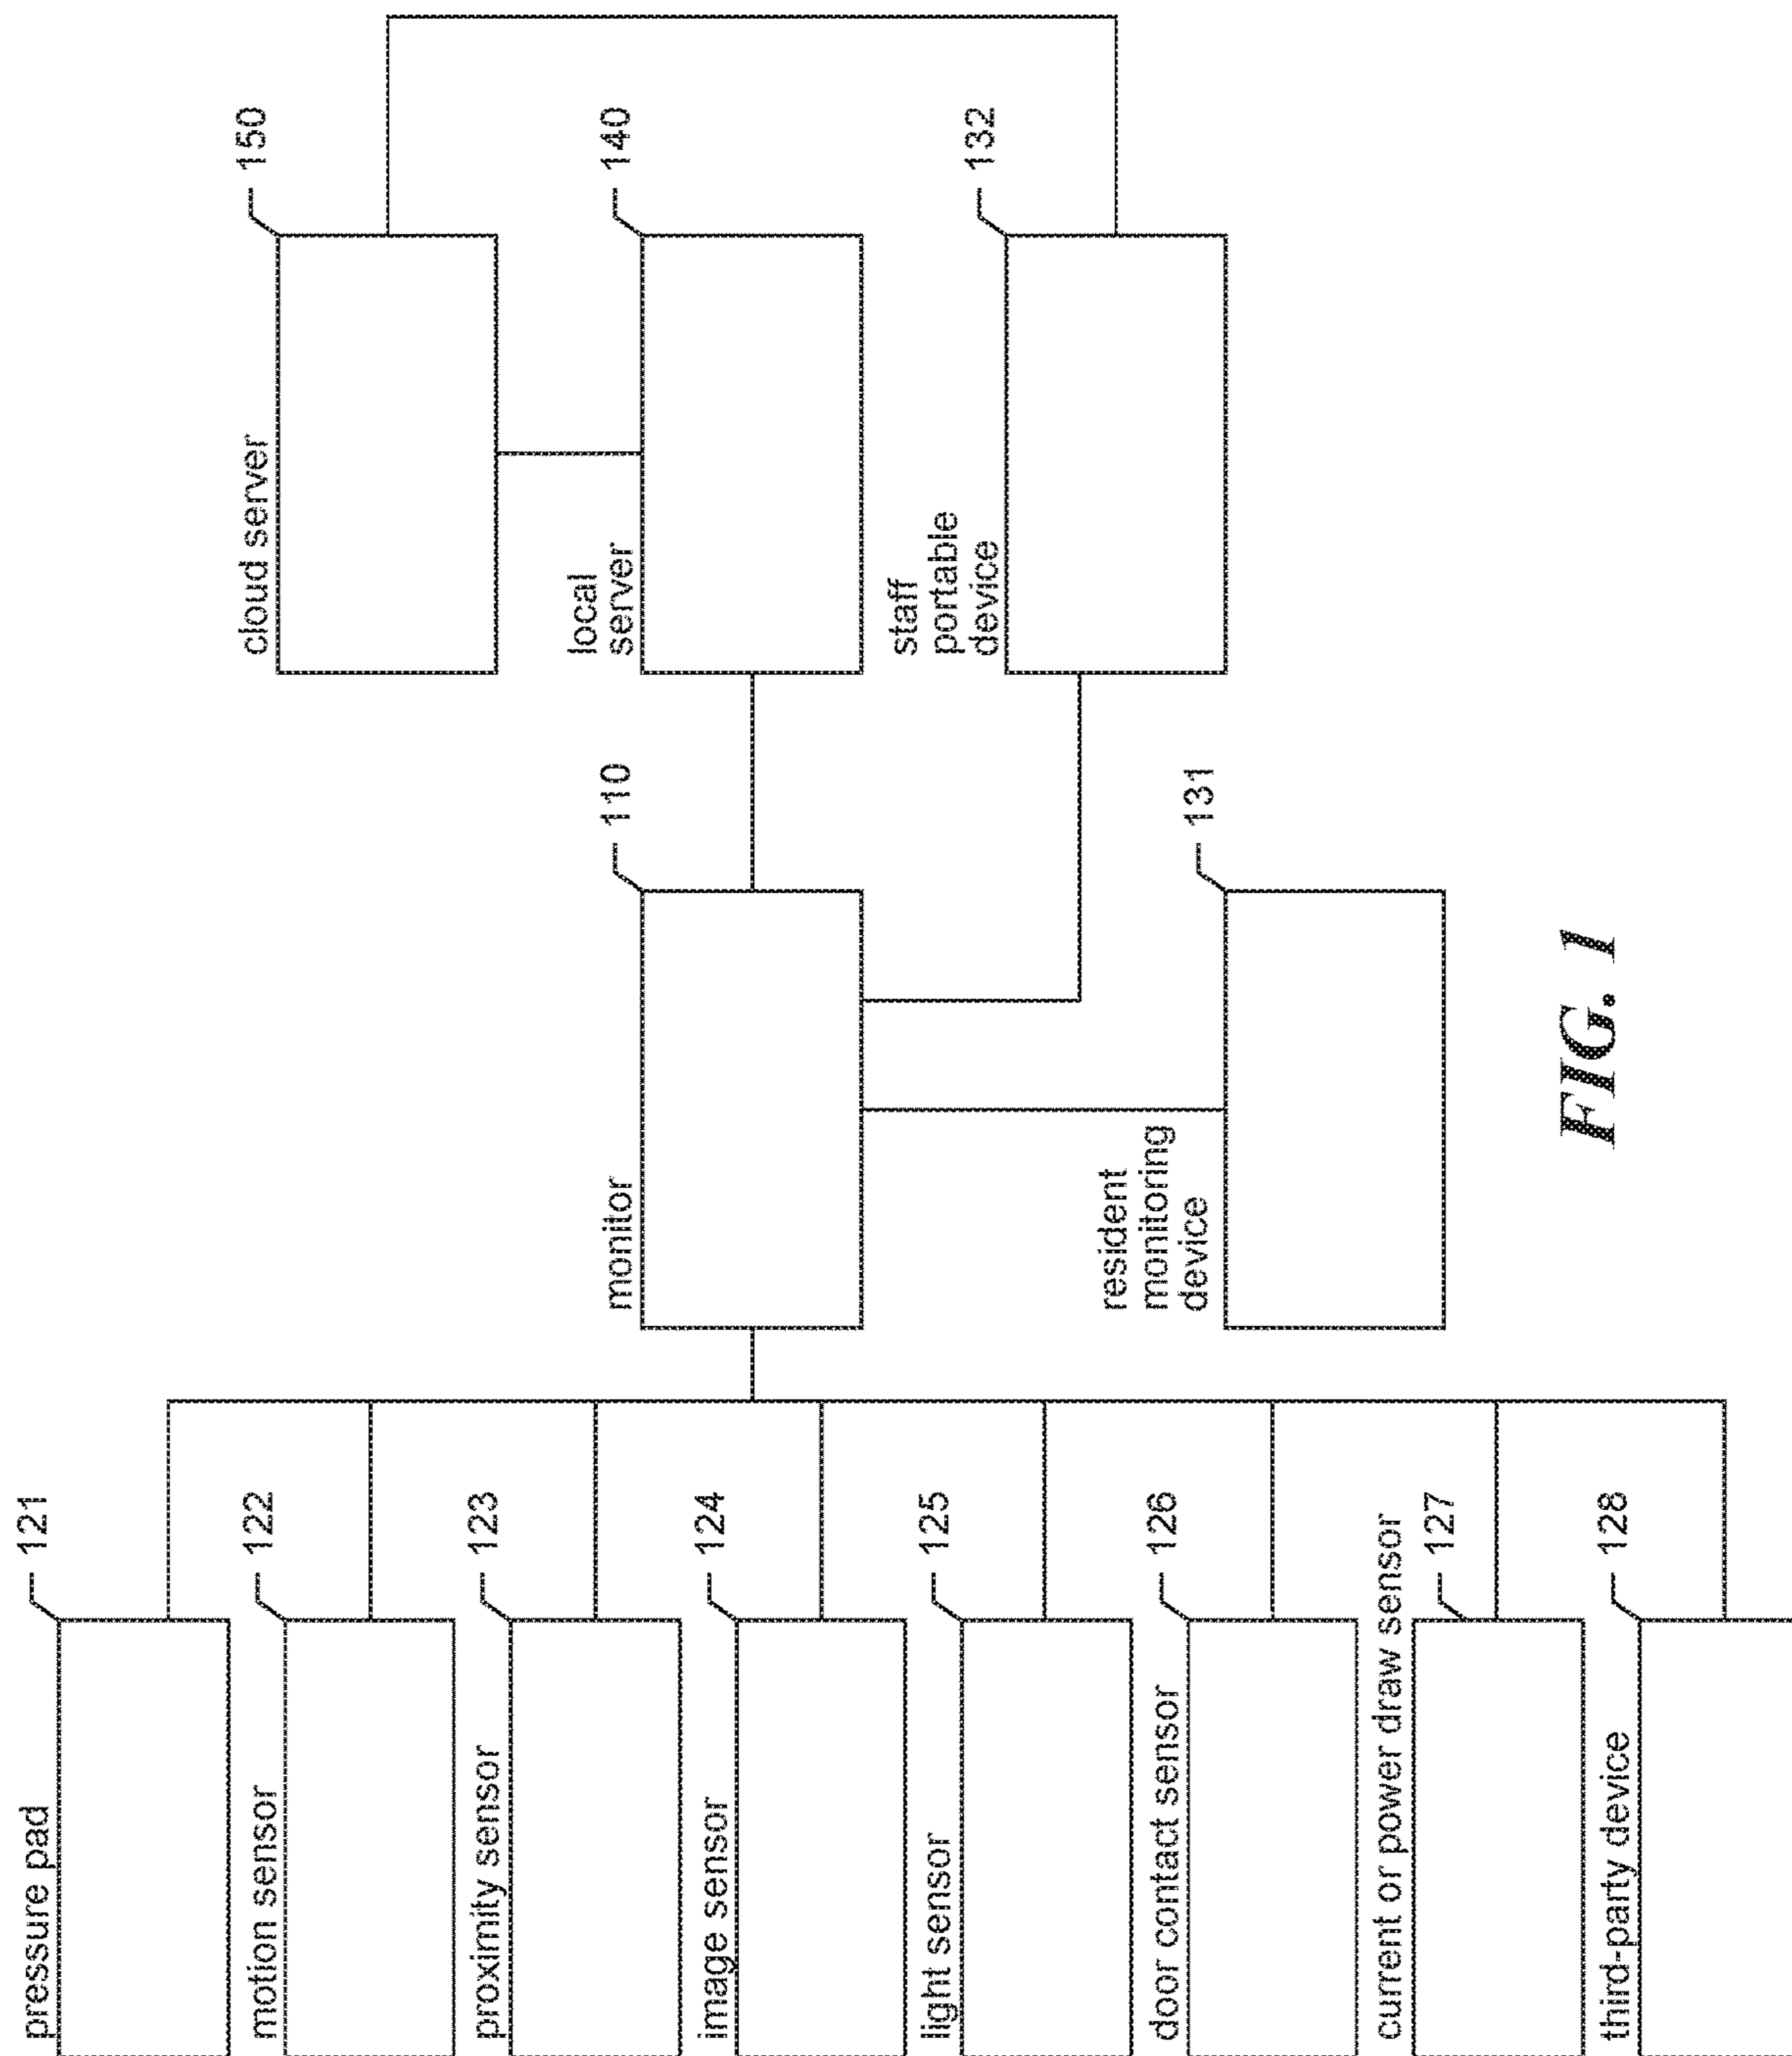 pressure pad
121
motion sensor
122
proximity sensor
123
image sensor
124
light sensor
125
door contact sensor
126
current or power draw sensor
127
third-party device
128
monitor
110
resident
monitoring
device
131
cloud server
150
local
server
140
staff
portable
device
132
FIG. 1